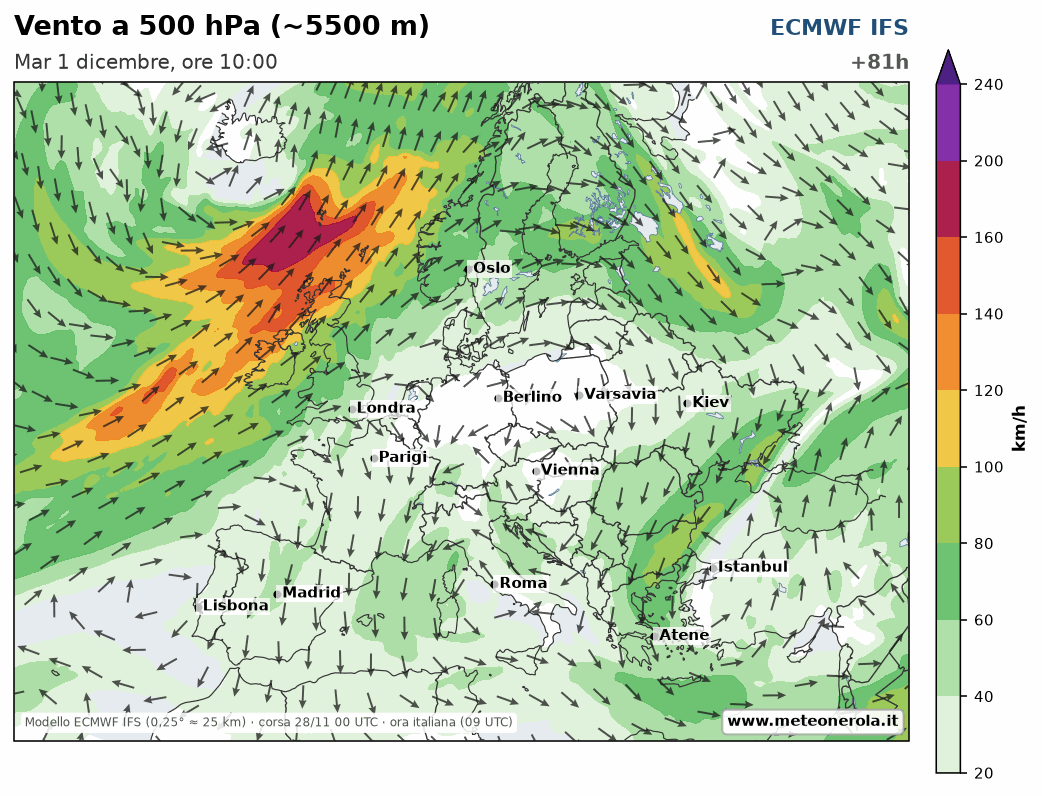 Vento a 500 hPa (~5500 m)
ECMWF IFS
Mar 1 dicembre, ore 10:00
+81h
240
200
160
140
120
100
80
60
40
20
km/h
Oslo
Londra
Berlino
Varsavia
Kiev
Parigi
Vienna
Roma
Istanbul
Madrid
Lisbona
Atene
Modello ECMWF IFS (0,25° ≈ 25 km) · corsa 28/11 00 UTC · ora italiana (09 UTC)
www.meteonerola.it